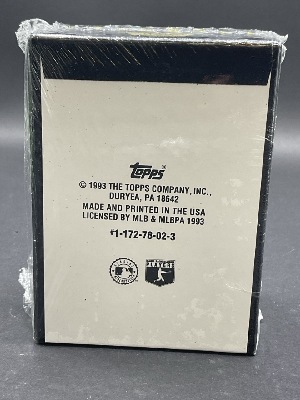 topps®
© 1993 THE TOPPS COMPANY, INC.,
DURYEA, PA 18642
MADE AND PRINTED IN THE USA
LICENSED BY MLB & MLBPA 1993
#1-172-78-02-3
PLAYERS